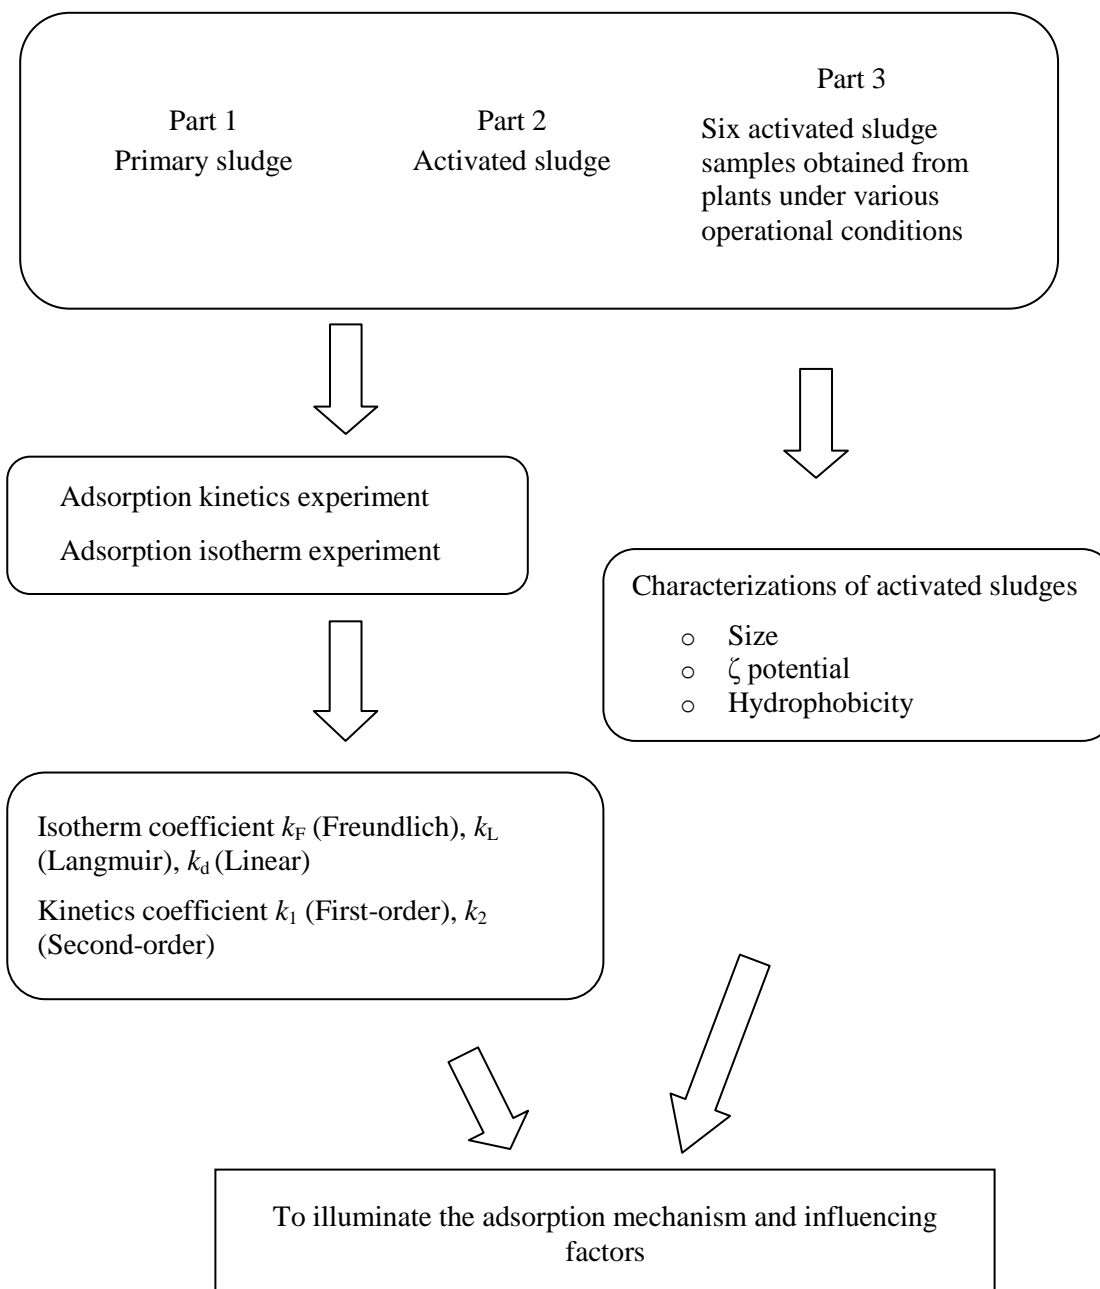 Part 1
Primary sludge
Part 2
Activated sludge
Part 3
Six activated sludge
samples obtained from
plants under various
operational conditions
Adsorption kinetics experiment
Adsorption isotherm experiment
Characterizations of activated sludges
o Size
o ζ potential
o Hydrophobicity
Isotherm coefficient kF (Freundlich), kL
(Langmuir), kd (Linear)
Kinetics coefficient k1 (First-order), k2
(Second-order)
To illuminate the adsorption mechanism and influencing
factors